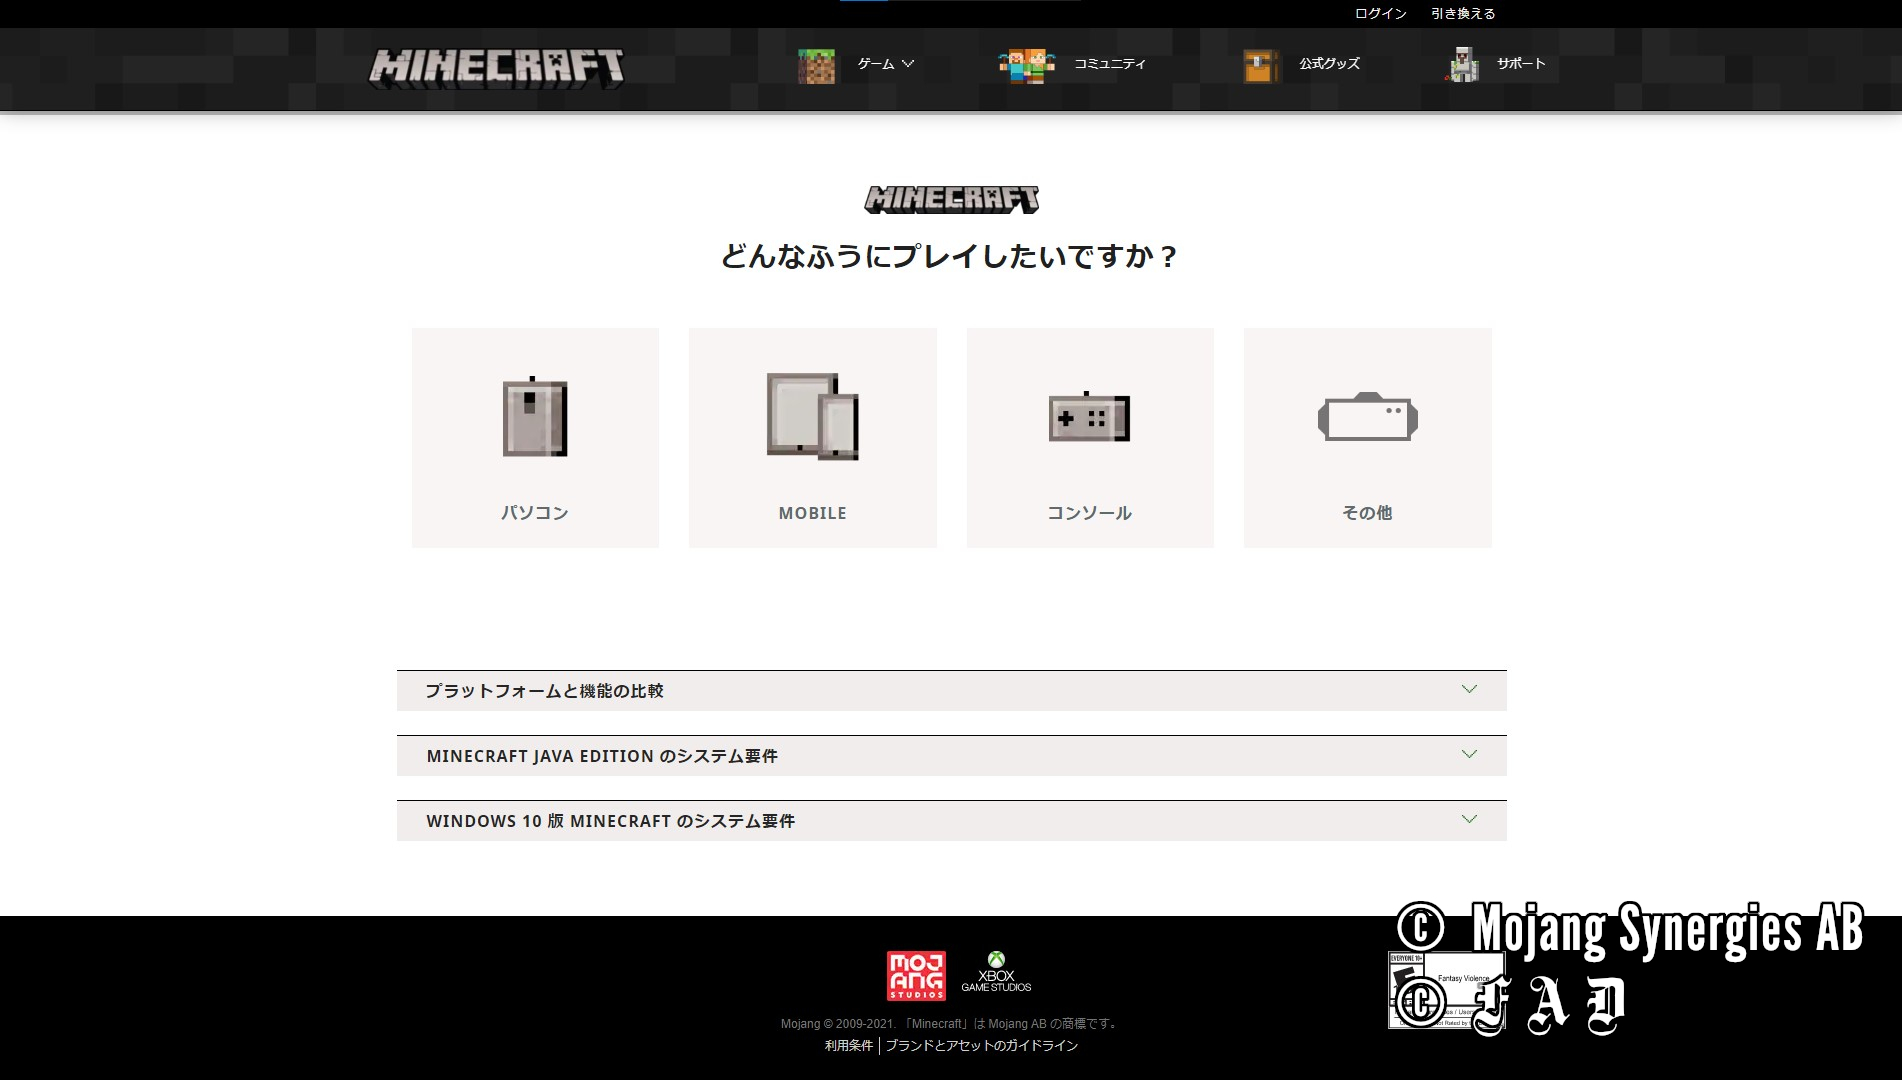 ログイン 引き換える
MINECRAFT ゲーム コミュニティ 公式グッズ サポート
MINECRAFT
どんなふうにプレイしたいですか？
パソコン MOBILE コンソール その他
プラットフォームと機能の比較
MINECRAFT JAVA EDITION のシステム要件
WINDOWS 10 版 MINECRAFT のシステム要件
© Mojang Synergies AB
MOJANG STUDIOS
XBOX
GAME STUDIOS
EVERYONE 10+
Fantasy Violence
© F A D
Mojang © 2009-2021. 「Minecraft」は Mojang AB の商標です。
利用条件 ブランドとアセットのガイドライン